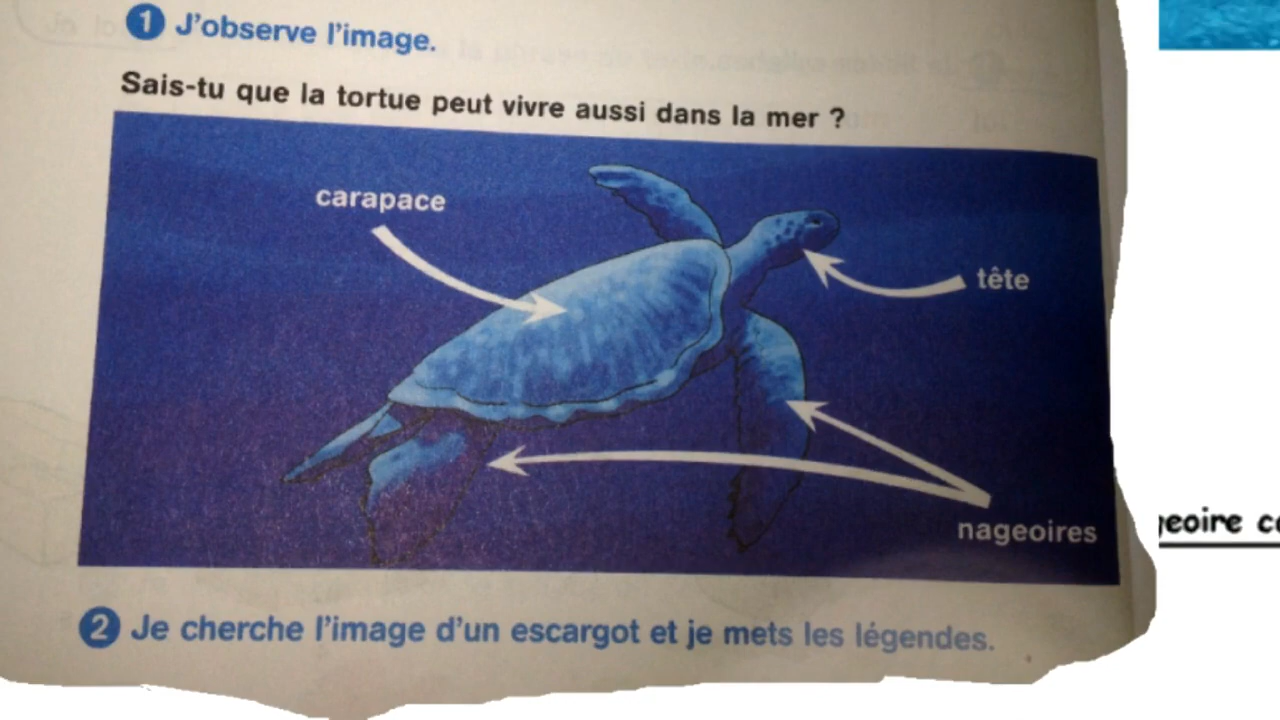 1 J'observe l'image.
Sais-tu que la tortue peut vivre aussi dans la mer ?
carapace
tête
nageoires
2 Je cherche l'image d'un escargot et je mets les légendes.